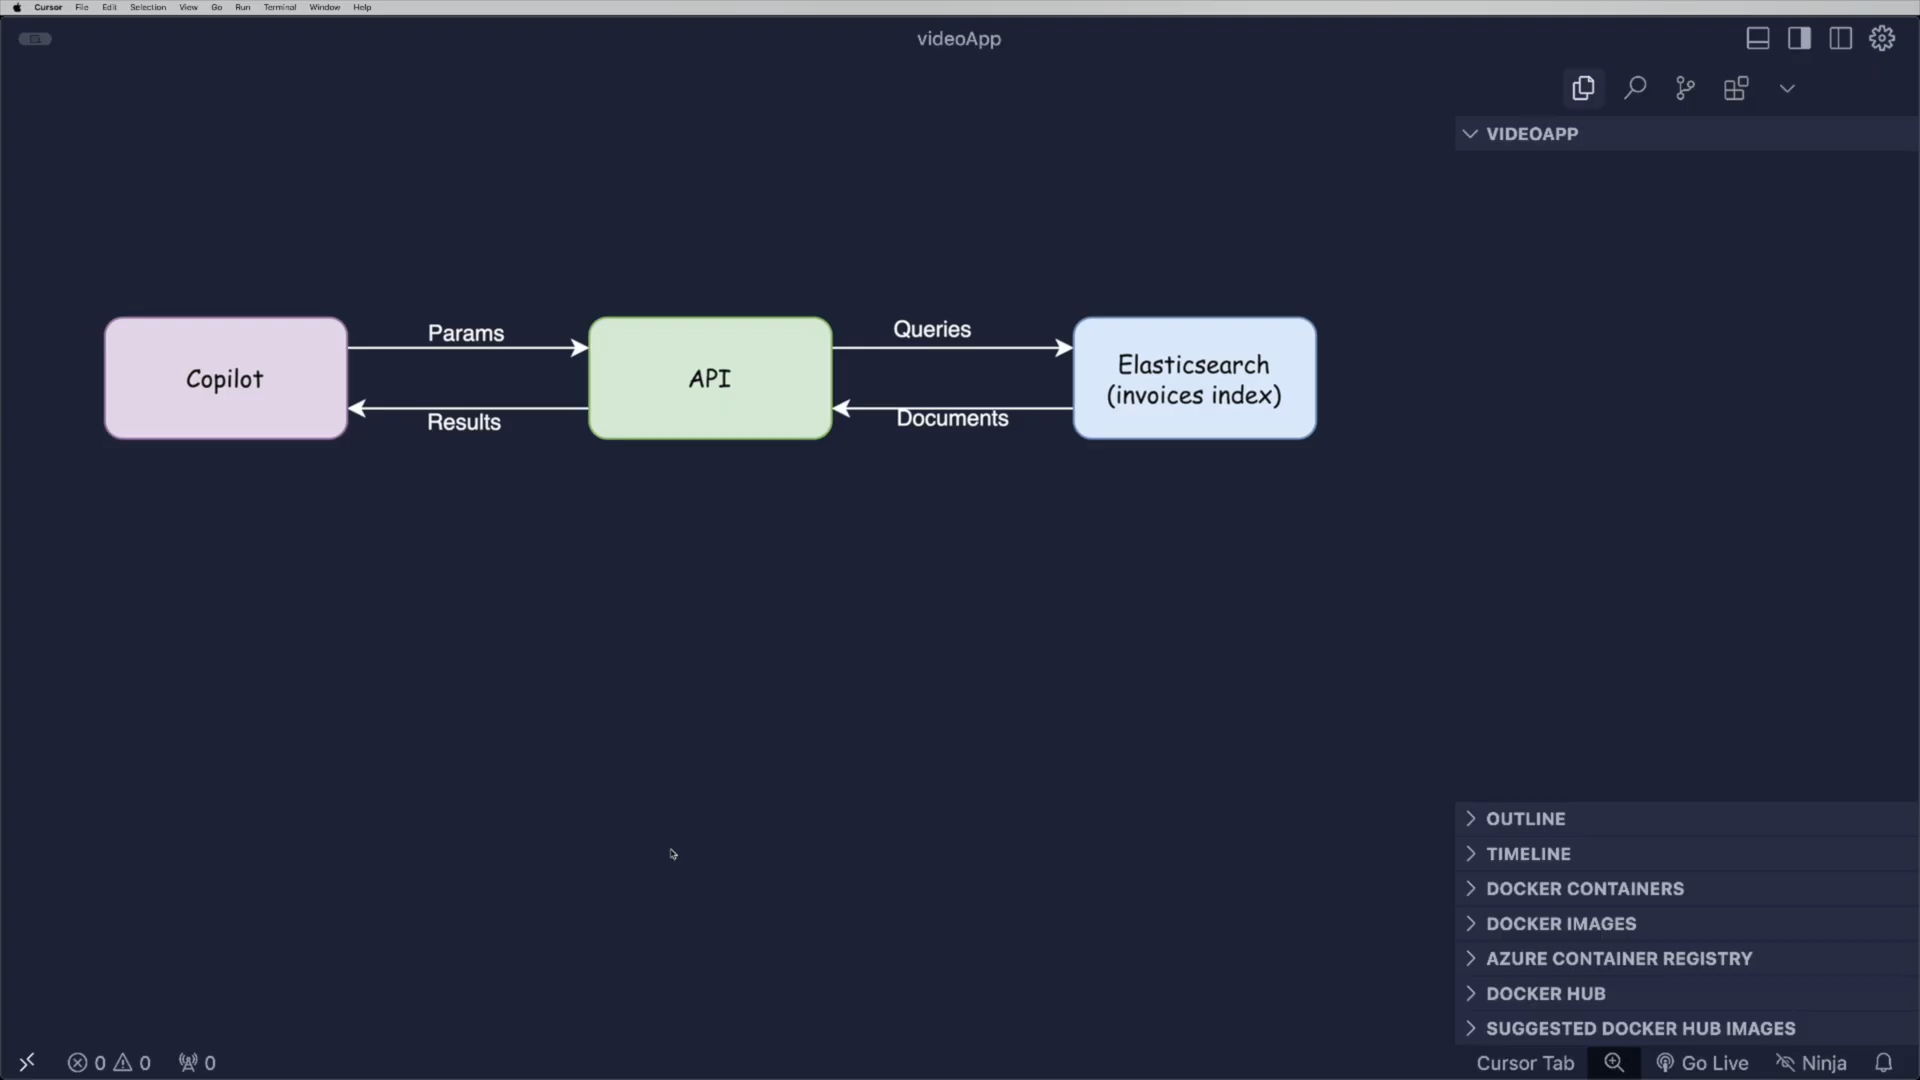 Cursor File Edit Selection View Go Run Terminal Window Help
videoApp
VIDEOAPP
Copilot
Params
Results
API
Queries
Documents
Elasticsearch
(invoices index)
OUTLINE
TIMELINE
DOCKER CONTAINERS
DOCKER IMAGES
AZURE CONTAINER REGISTRY
DOCKER HUB
SUGGESTED DOCKER HUB IMAGES
0 0 0
Cursor Tab Go Live Ninja